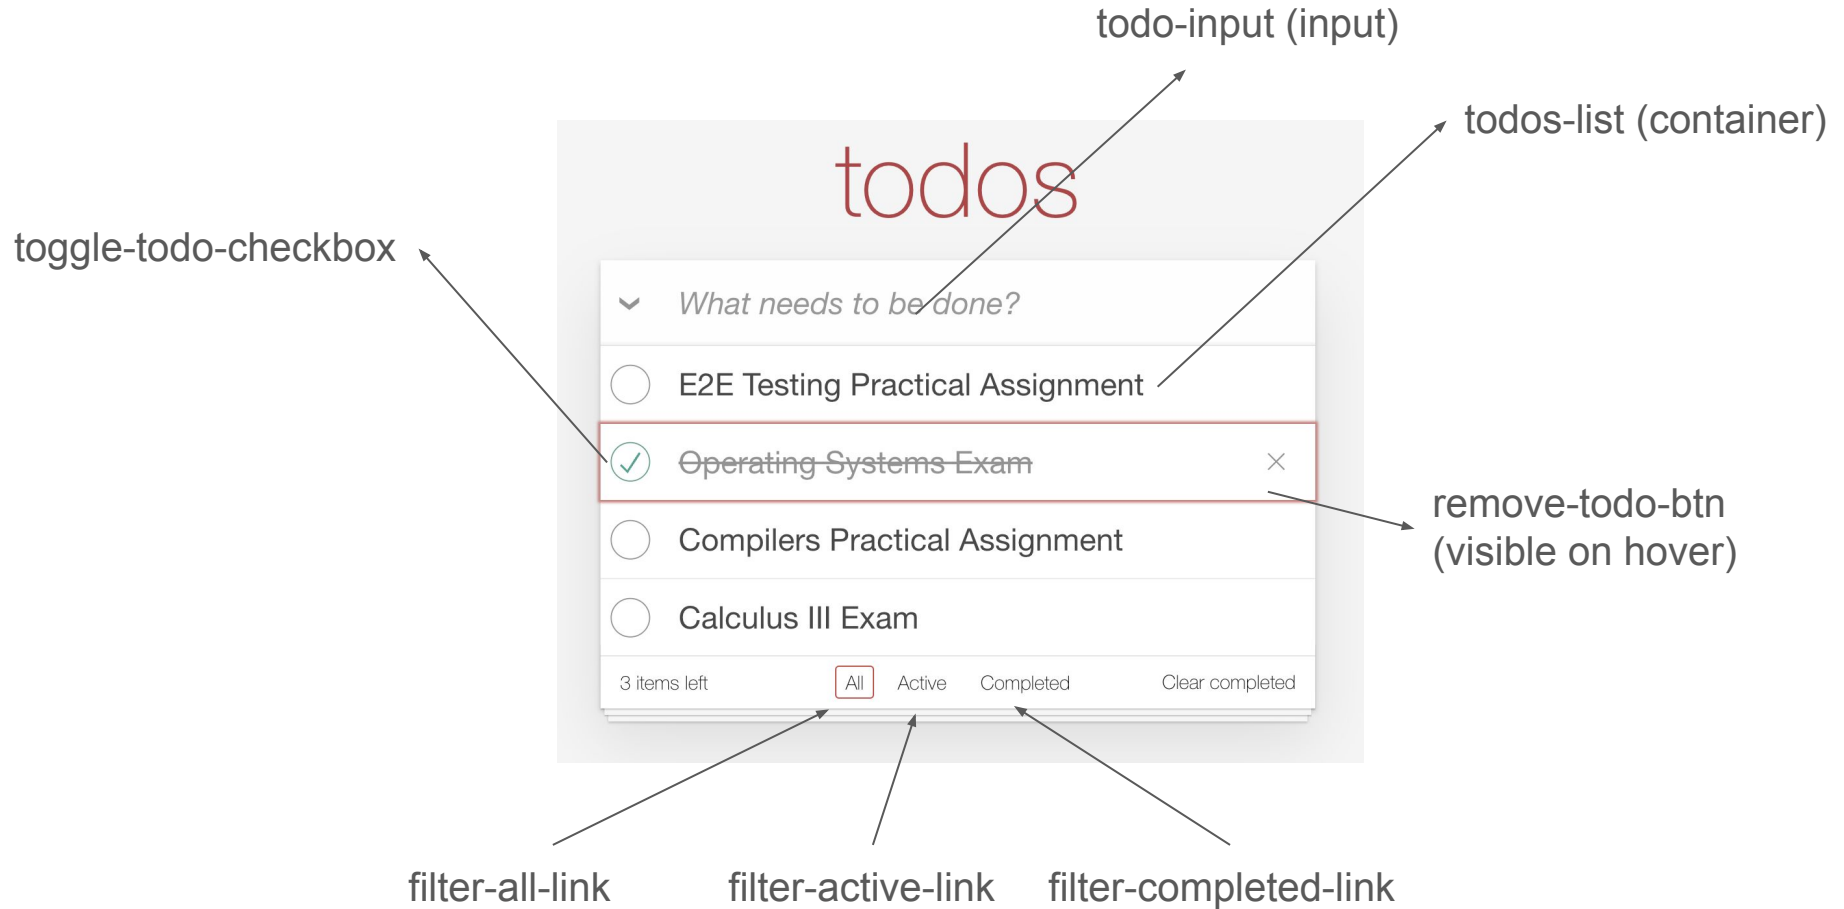 todo-input (input)
todos-list (container)
todos
toggle-todo-checkbox
What needs to be done?
E2E Testing Practical Assignment
Operating Systems Exam
remove-todo-btn
(visible on hover)
Compilers Practical Assignment
Calculus III Exam
3 items left All Active Completed Clear completed
filter-all-link filter-active-link filter-completed-link